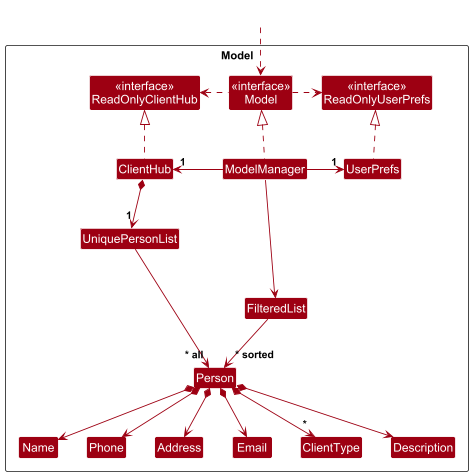 Model
«interface»
ReadOnlyClientHub
«interface»
Model
«interface»
ReadOnlyUserPrefs
ClientHub
1
ModelManager
1
UserPrefs
1
UniquePersonList
FilteredList
* all
* sorted
Person
*
Name
Phone
Address
Email
ClientType
Description